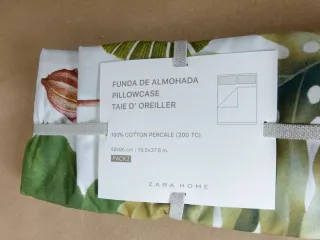 FUNDA DE ALMOHADA
PILLOWCASE
TAIE D' OREILLER
100% COTTON PERCALE (200 TC)
PACK2
ZARA HOME